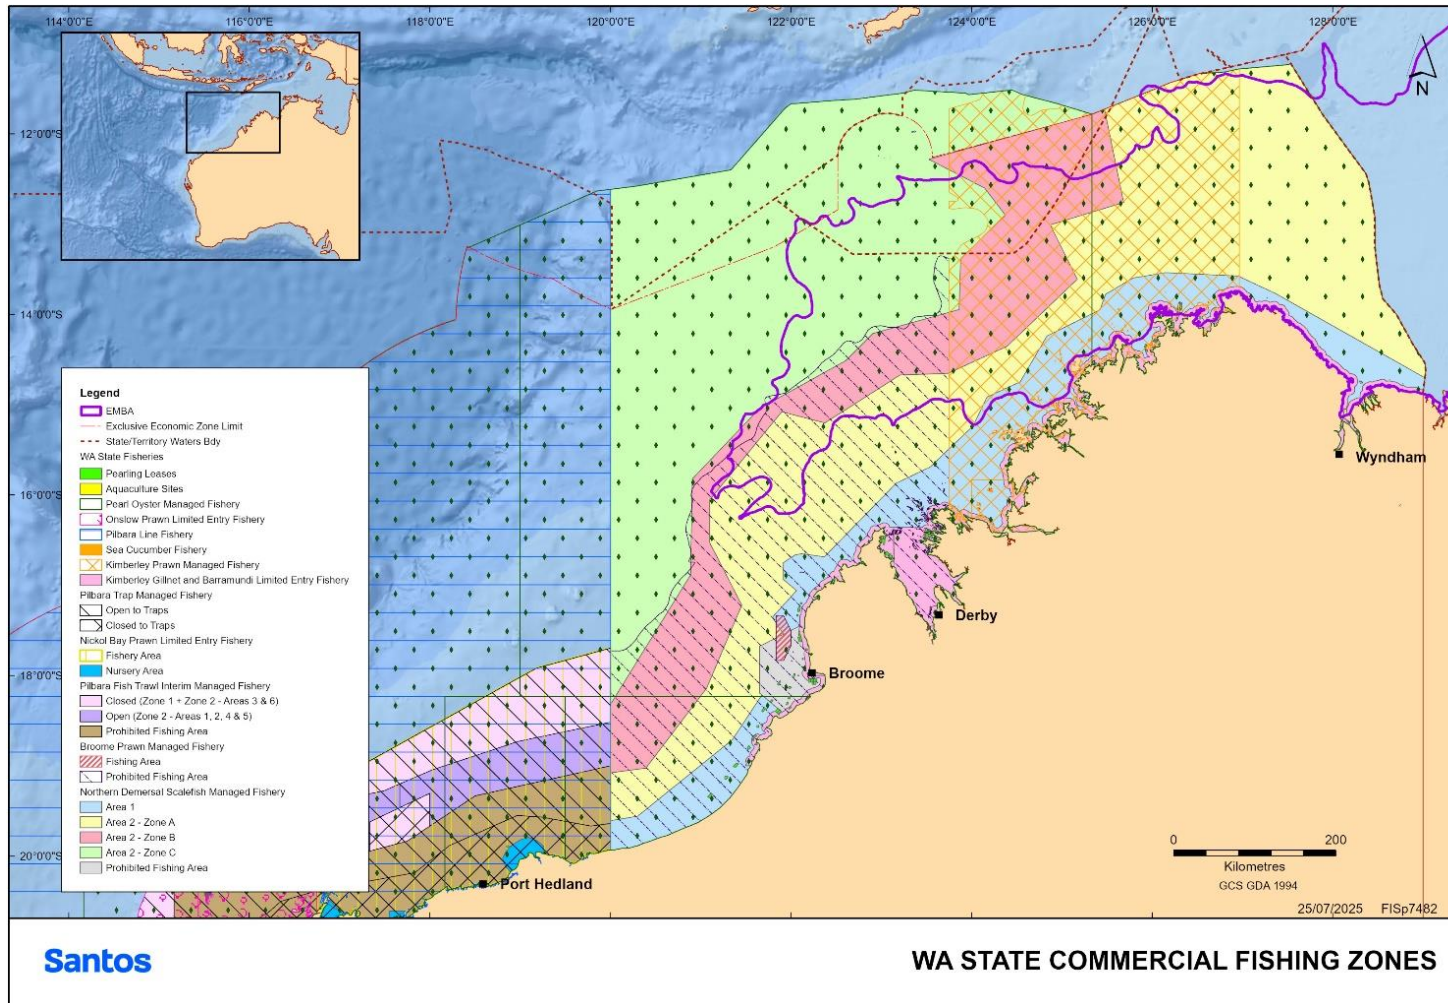 114°0'0"E 116°0'0"E 118°0'0"E 120°0'0"E 122°0'0"E 124°0'0"E 126°0'0"E 128°0'0"E
N
12°0'0"S
14°0'0"S
16°0'0"S
18°0'0"S
20°0'0"S
Legend
EMBA
Exclusive Economic Zone Limit
State/Territory Waters Bdy
WA State Fisheries
Pearling Leases
Aquaculture Sites
Pearl Oyster Managed Fishery
Onslow Prawn Limited Entry Fishery
Pilbara Line Fishery
Sea Cucumber Fishery
Kimberley Prawn Managed Fishery
Kimberley Gillnet and Barramundi Limited Entry Fishery
Pilbara Trap Managed Fishery
Open to Traps
Closed to Traps
Nickol Bay Prawn Limited Entry Fishery
Fishery Area
Nursery Area
Pilbara Fish Trawl Interim Managed Fishery
Closed (Zone 1 + Zone 2 - Areas 3 & 6)
Open (Zone 2 - Areas 1, 2, 4 & 5)
Prohibited Fishing Area
Broome Prawn Managed Fishery
Fishing Area
Prohibited Fishing Area
Northern Demersal Scalefish Managed Fishery
Area 1
Area 2 - Zone A
Area 2 - Zone B
Area 2 - Zone C
Prohibited Fishing Area
Wyndham
Derby
Broome
Port Hedland
0 200
Kilometres
GCS GDA 1994
25/07/2025 FISp7482
Santos
WA STATE COMMERCIAL FISHING ZONES